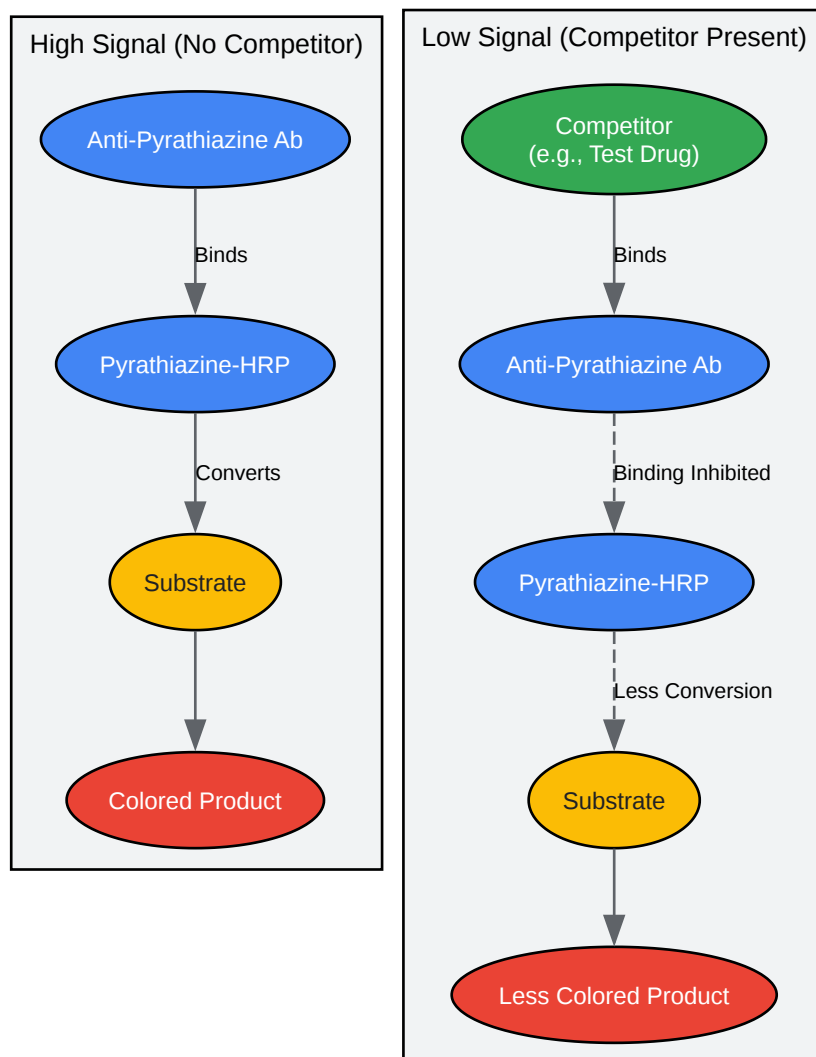 High Signal (No Competitor)
Anti-Pyrathiazine Ab
Binds
Pyrathiazine-HRP
Converts
Substrate
Colored Product
Low Signal (Competitor Present)
Competitor
(e.g., Test Drug)
Binds
Anti-Pyrathiazine Ab
Binding Inhibited
Pyrathiazine-HRP
Less Conversion
Substrate
Less Colored Product